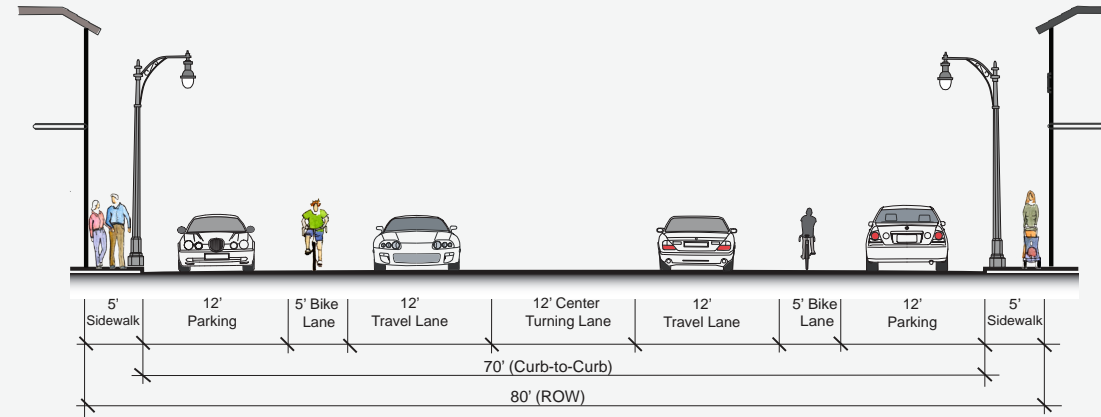 5’ Sidewalk
12’ Parking
5’ Bike Lane
12’ Travel Lane
12’ Center Turning Lane
12’ Travel Lane
5’ Bike Lane
12’ Parking
5’ Sidewalk
70’ (Curb-to-Curb)
80’ (ROW)